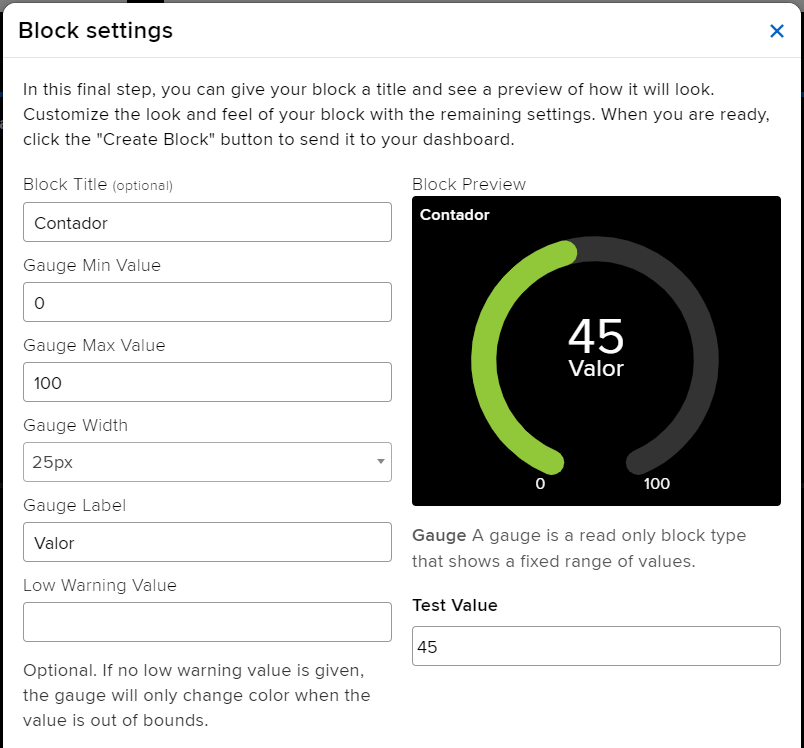 Block settings
In this final step, you can give your block a title and see a preview of how it will look.
Customize the look and feel of your block with the remaining settings. When you are ready,
click the "Create Block" button to send it to your dashboard.
Block Title (optional)
Contador
Gauge Min Value
0
Gauge Max Value
100
Gauge Width
25px
Gauge Label
Valor
Low Warning Value
Optional. If no low warning value is given,
the gauge will only change color when the
value is out of bounds.
Block Preview
Contador
45
Valor
0 100
Gauge A gauge is a read only block type
that shows a fixed range of values.
Test Value
45